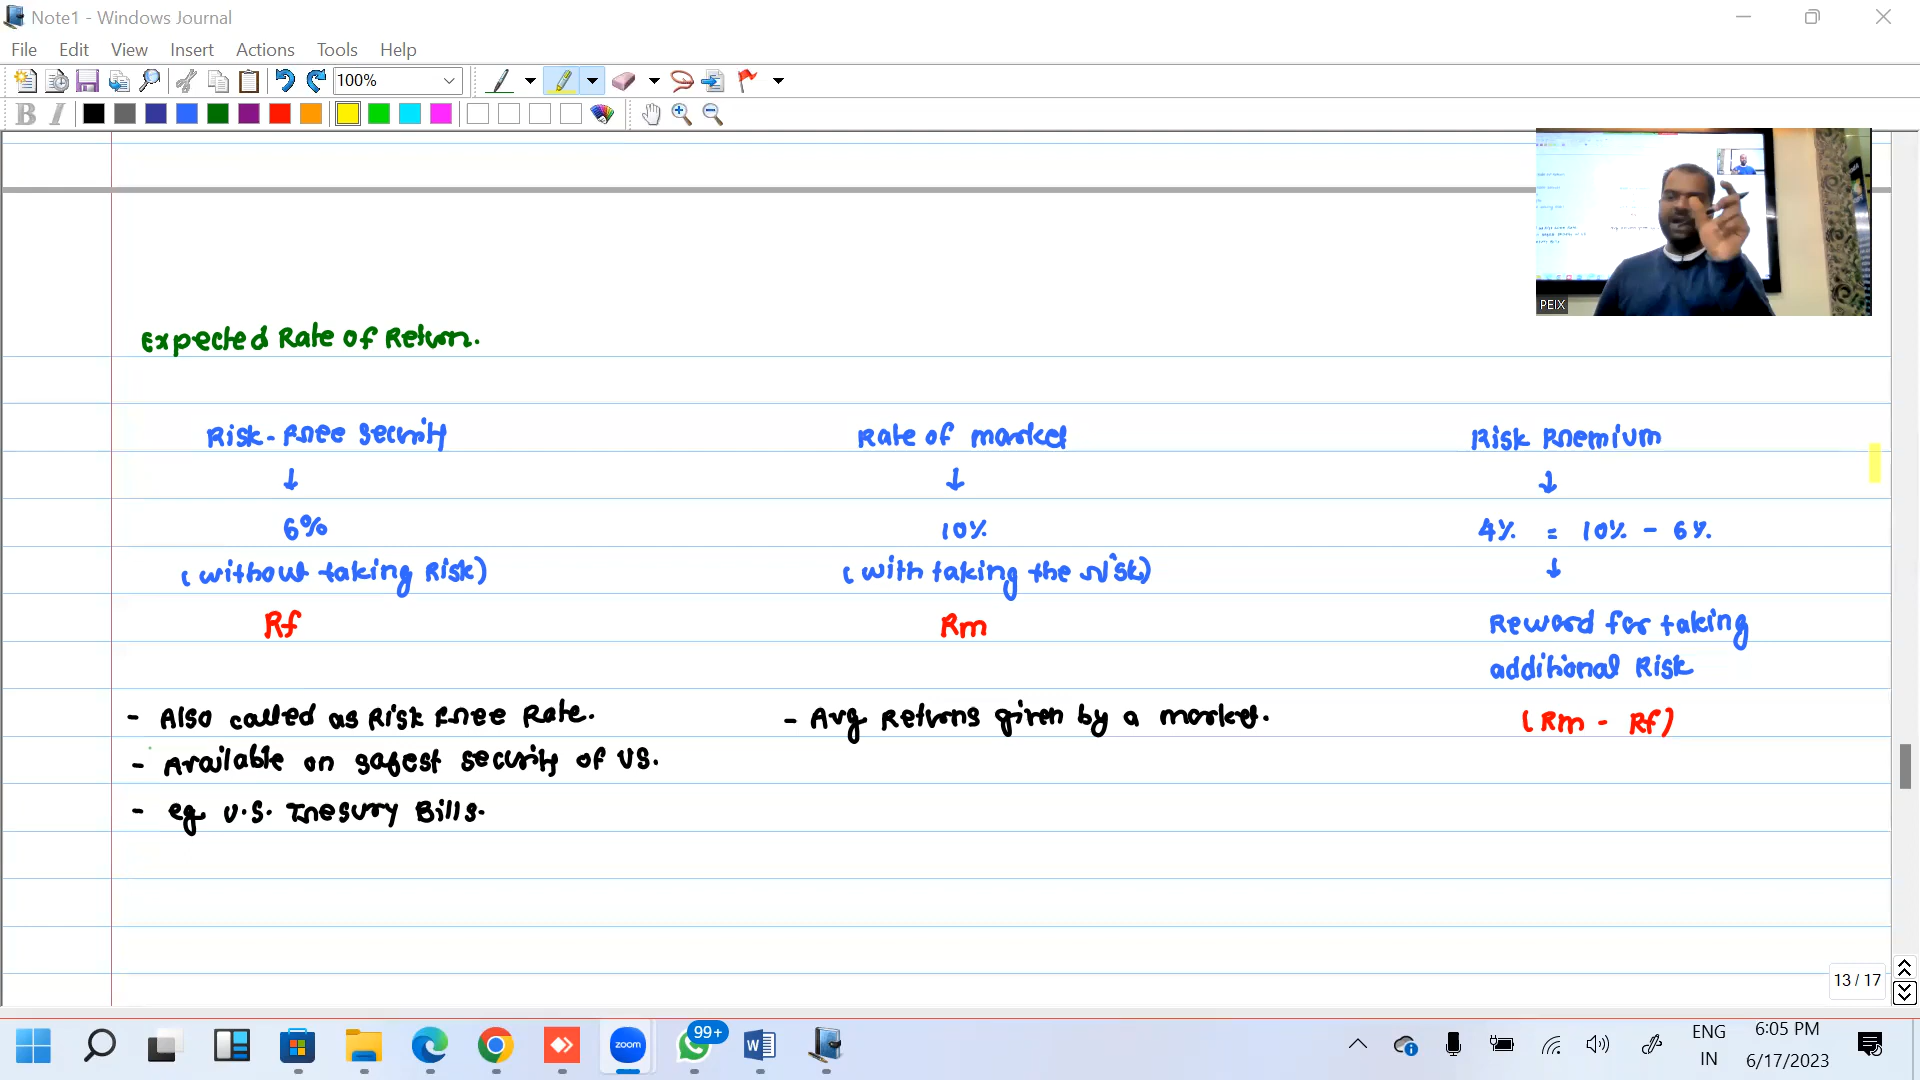 Note1 - Windows Journal
File Edit View Insert Actions Tools Help
100%
B I
PEIX
Expected Rate of Return.
Risk-Free Security Rate of market Risk Premium
↓ ↓ ↓
6% 10% 4% = 10% - 6%
(without taking Risk) (with taking the risk) ↓
Rf Rm Reward for taking
additional Risk
- Also called as Risk Free Rate. - Avg Returns given by a market. (Rm - Rf)
- Available on safest security of US.
- eg U.S. Tresury Bills.
13 / 17
99+
zoom
ENG
IN
6:05 PM
6/17/2023